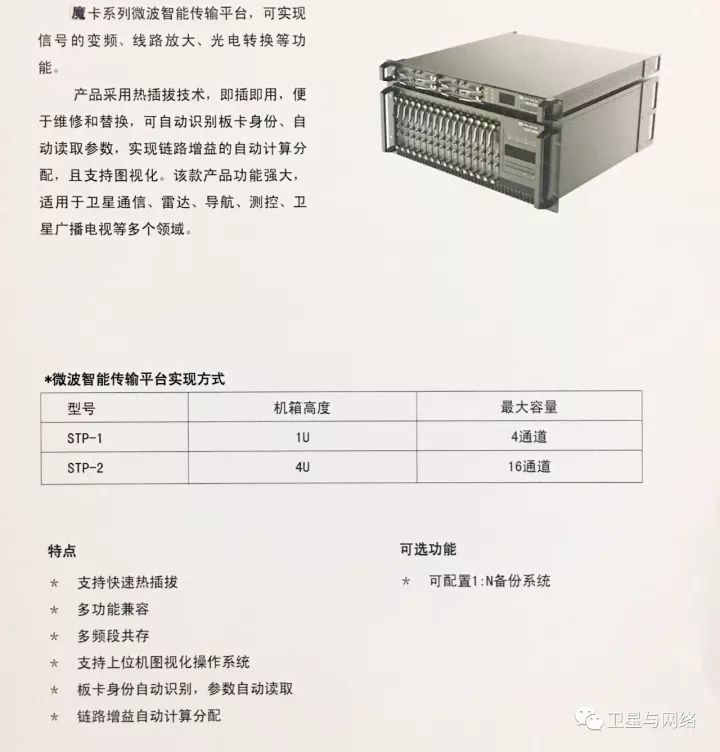 魔卡系列微波智能传输平台，可实现
信号的变频、线路放大、光电转换等功
能。
产品采用热插拔技术，即插即用，便
于维修和替换，可自动识别板卡身份、自
动读取参数，实现链路增益的自动计算分
配，且支持图视化。该款产品功能强大，
适用于卫星通信、雷达、导航、测控、卫
星广播电视等多个领域。
*微波智能传输平台实现方式
型号 机箱高度 最大容量
STP-1 1U 4通道
STP-2 4U 16通道
特点
* 支持快速热插拔
* 多功能兼容
* 多频段共存
* 支持上位机图视化操作系统
* 板卡身份自动识别，参数自动读取
* 链路增益自动计算分配
可选功能
* 可配置1:N备份系统
卫星与网络